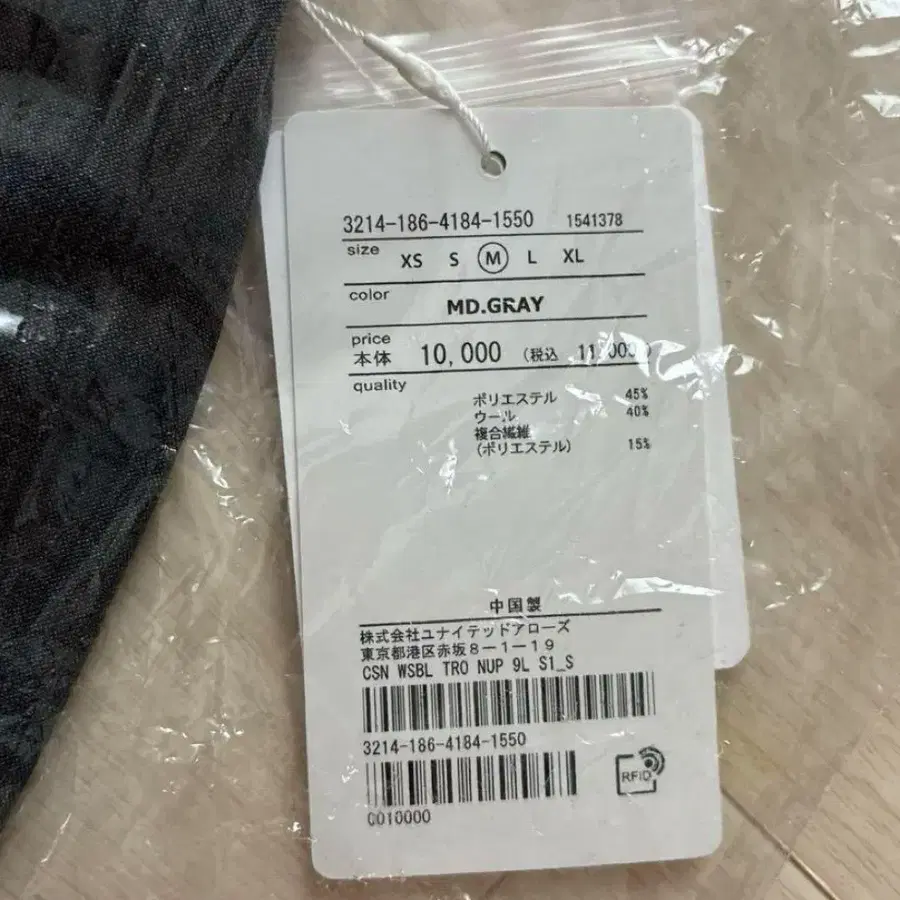 3214-186-4184-1550 1541378
size
XS S M L XL
color
MD.GRAY
price
本体 10,000 (税込
quality
ポリエステル 45%
ウール 40%
複合繊維
(ポリエステル) 15%
中国製
株式会社ユナイテッドアローズ
東京都港区赤坂8-1-19
CSN WSBL TRO NUP 9L S1_S
3214-186-4184-1550
C010000
RFID